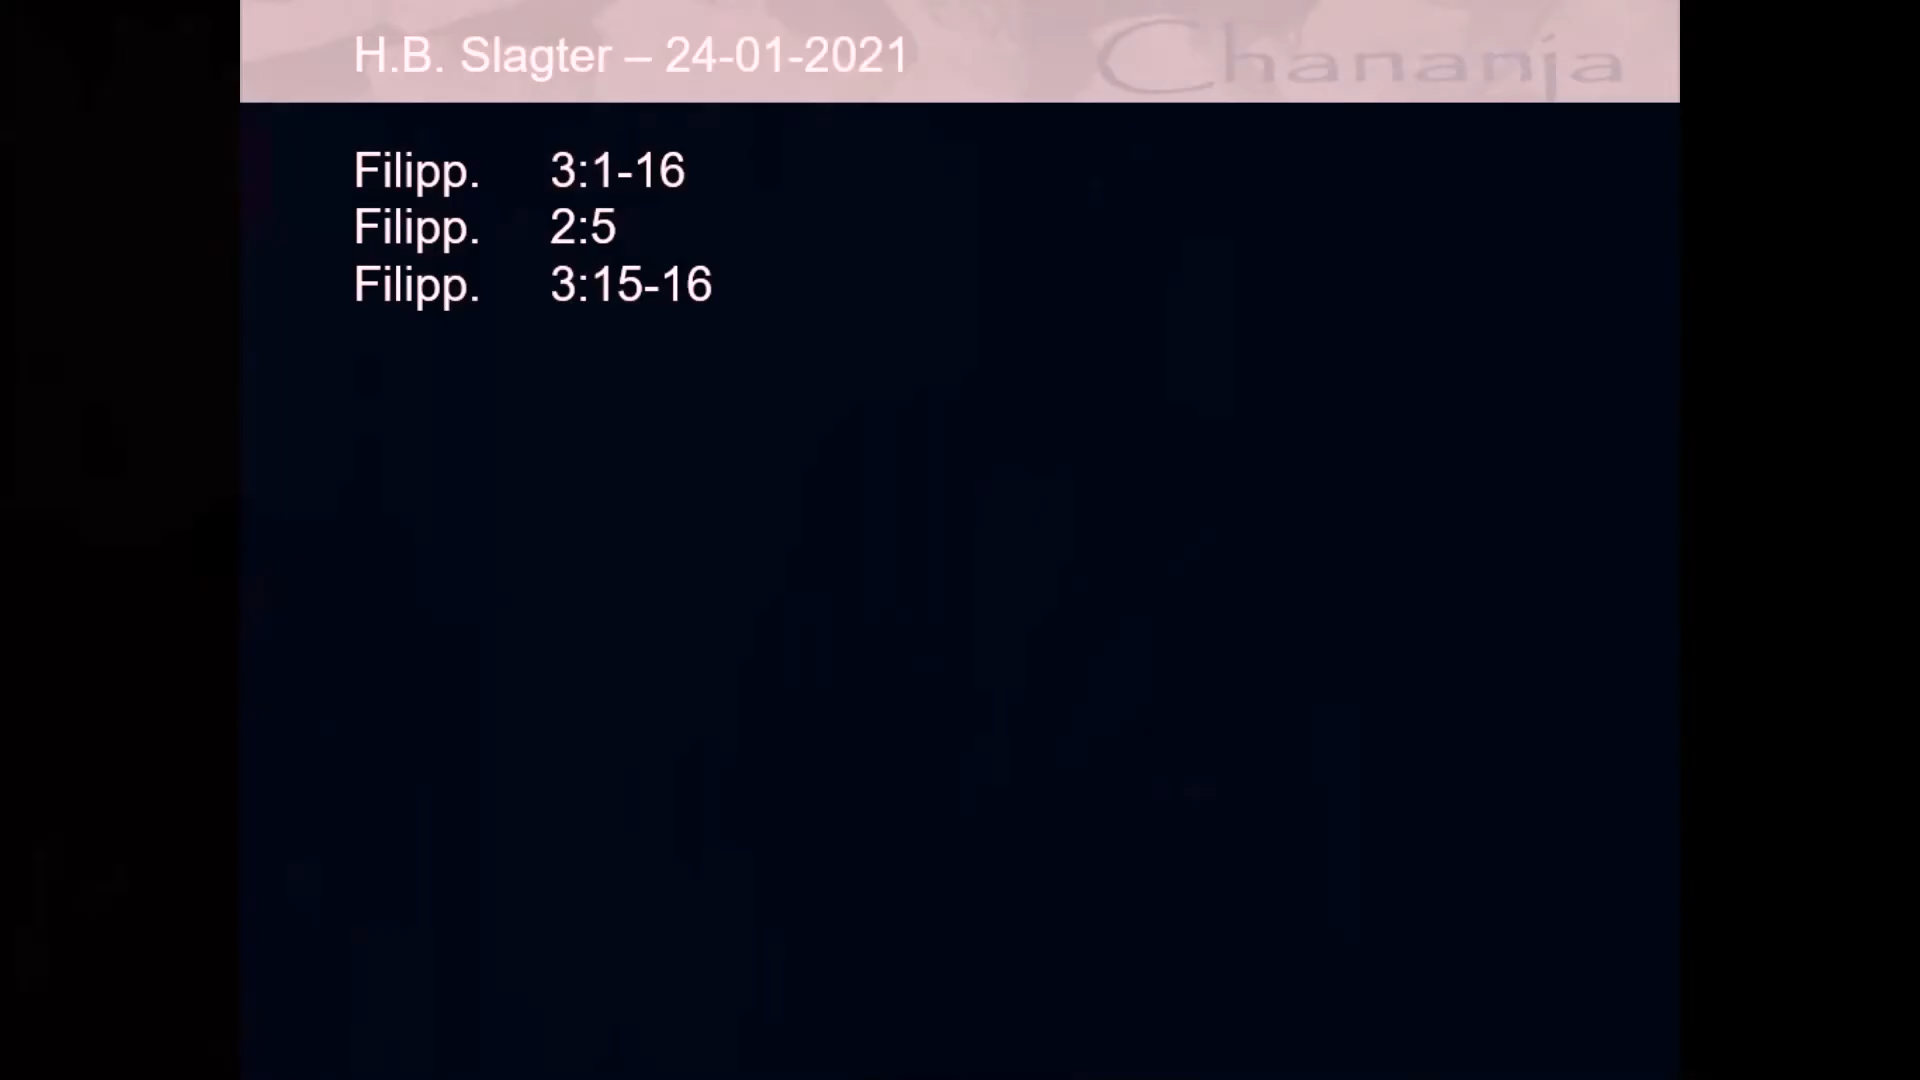 H.B. Slagter – 24-01-2021
Chananja
Filipp. 3:1-16
Filipp. 2:5
Filipp. 3:15-16